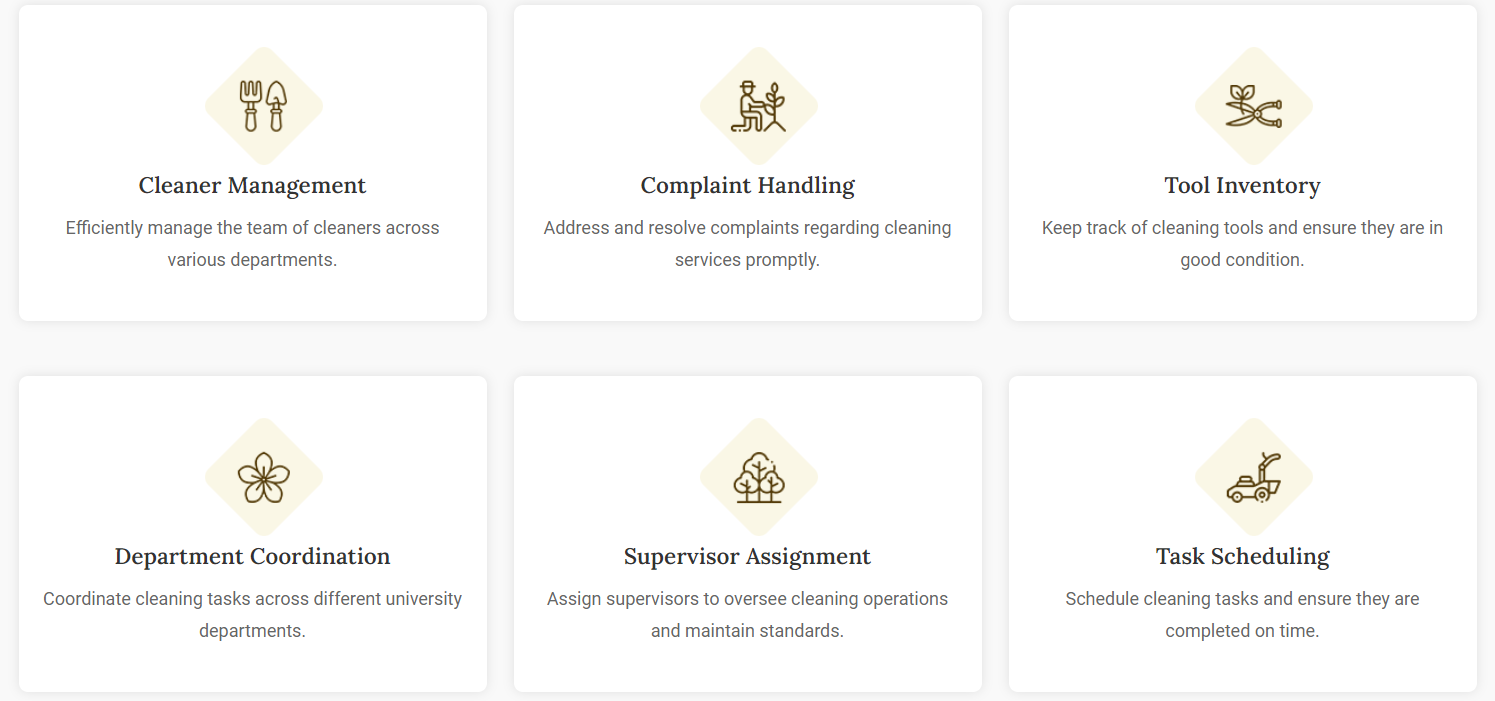 Cleaner Management
Efficiently manage the team of cleaners across
various departments.
Complaint Handling
Address and resolve complaints regarding cleaning
services promptly.
Tool Inventory
Keep track of cleaning tools and ensure they are in
good condition.
Department Coordination
Coordinate cleaning tasks across different university
departments.
Supervisor Assignment
Assign supervisors to oversee cleaning operations
and maintain standards.
Task Scheduling
Schedule cleaning tasks and ensure they are
completed on time.